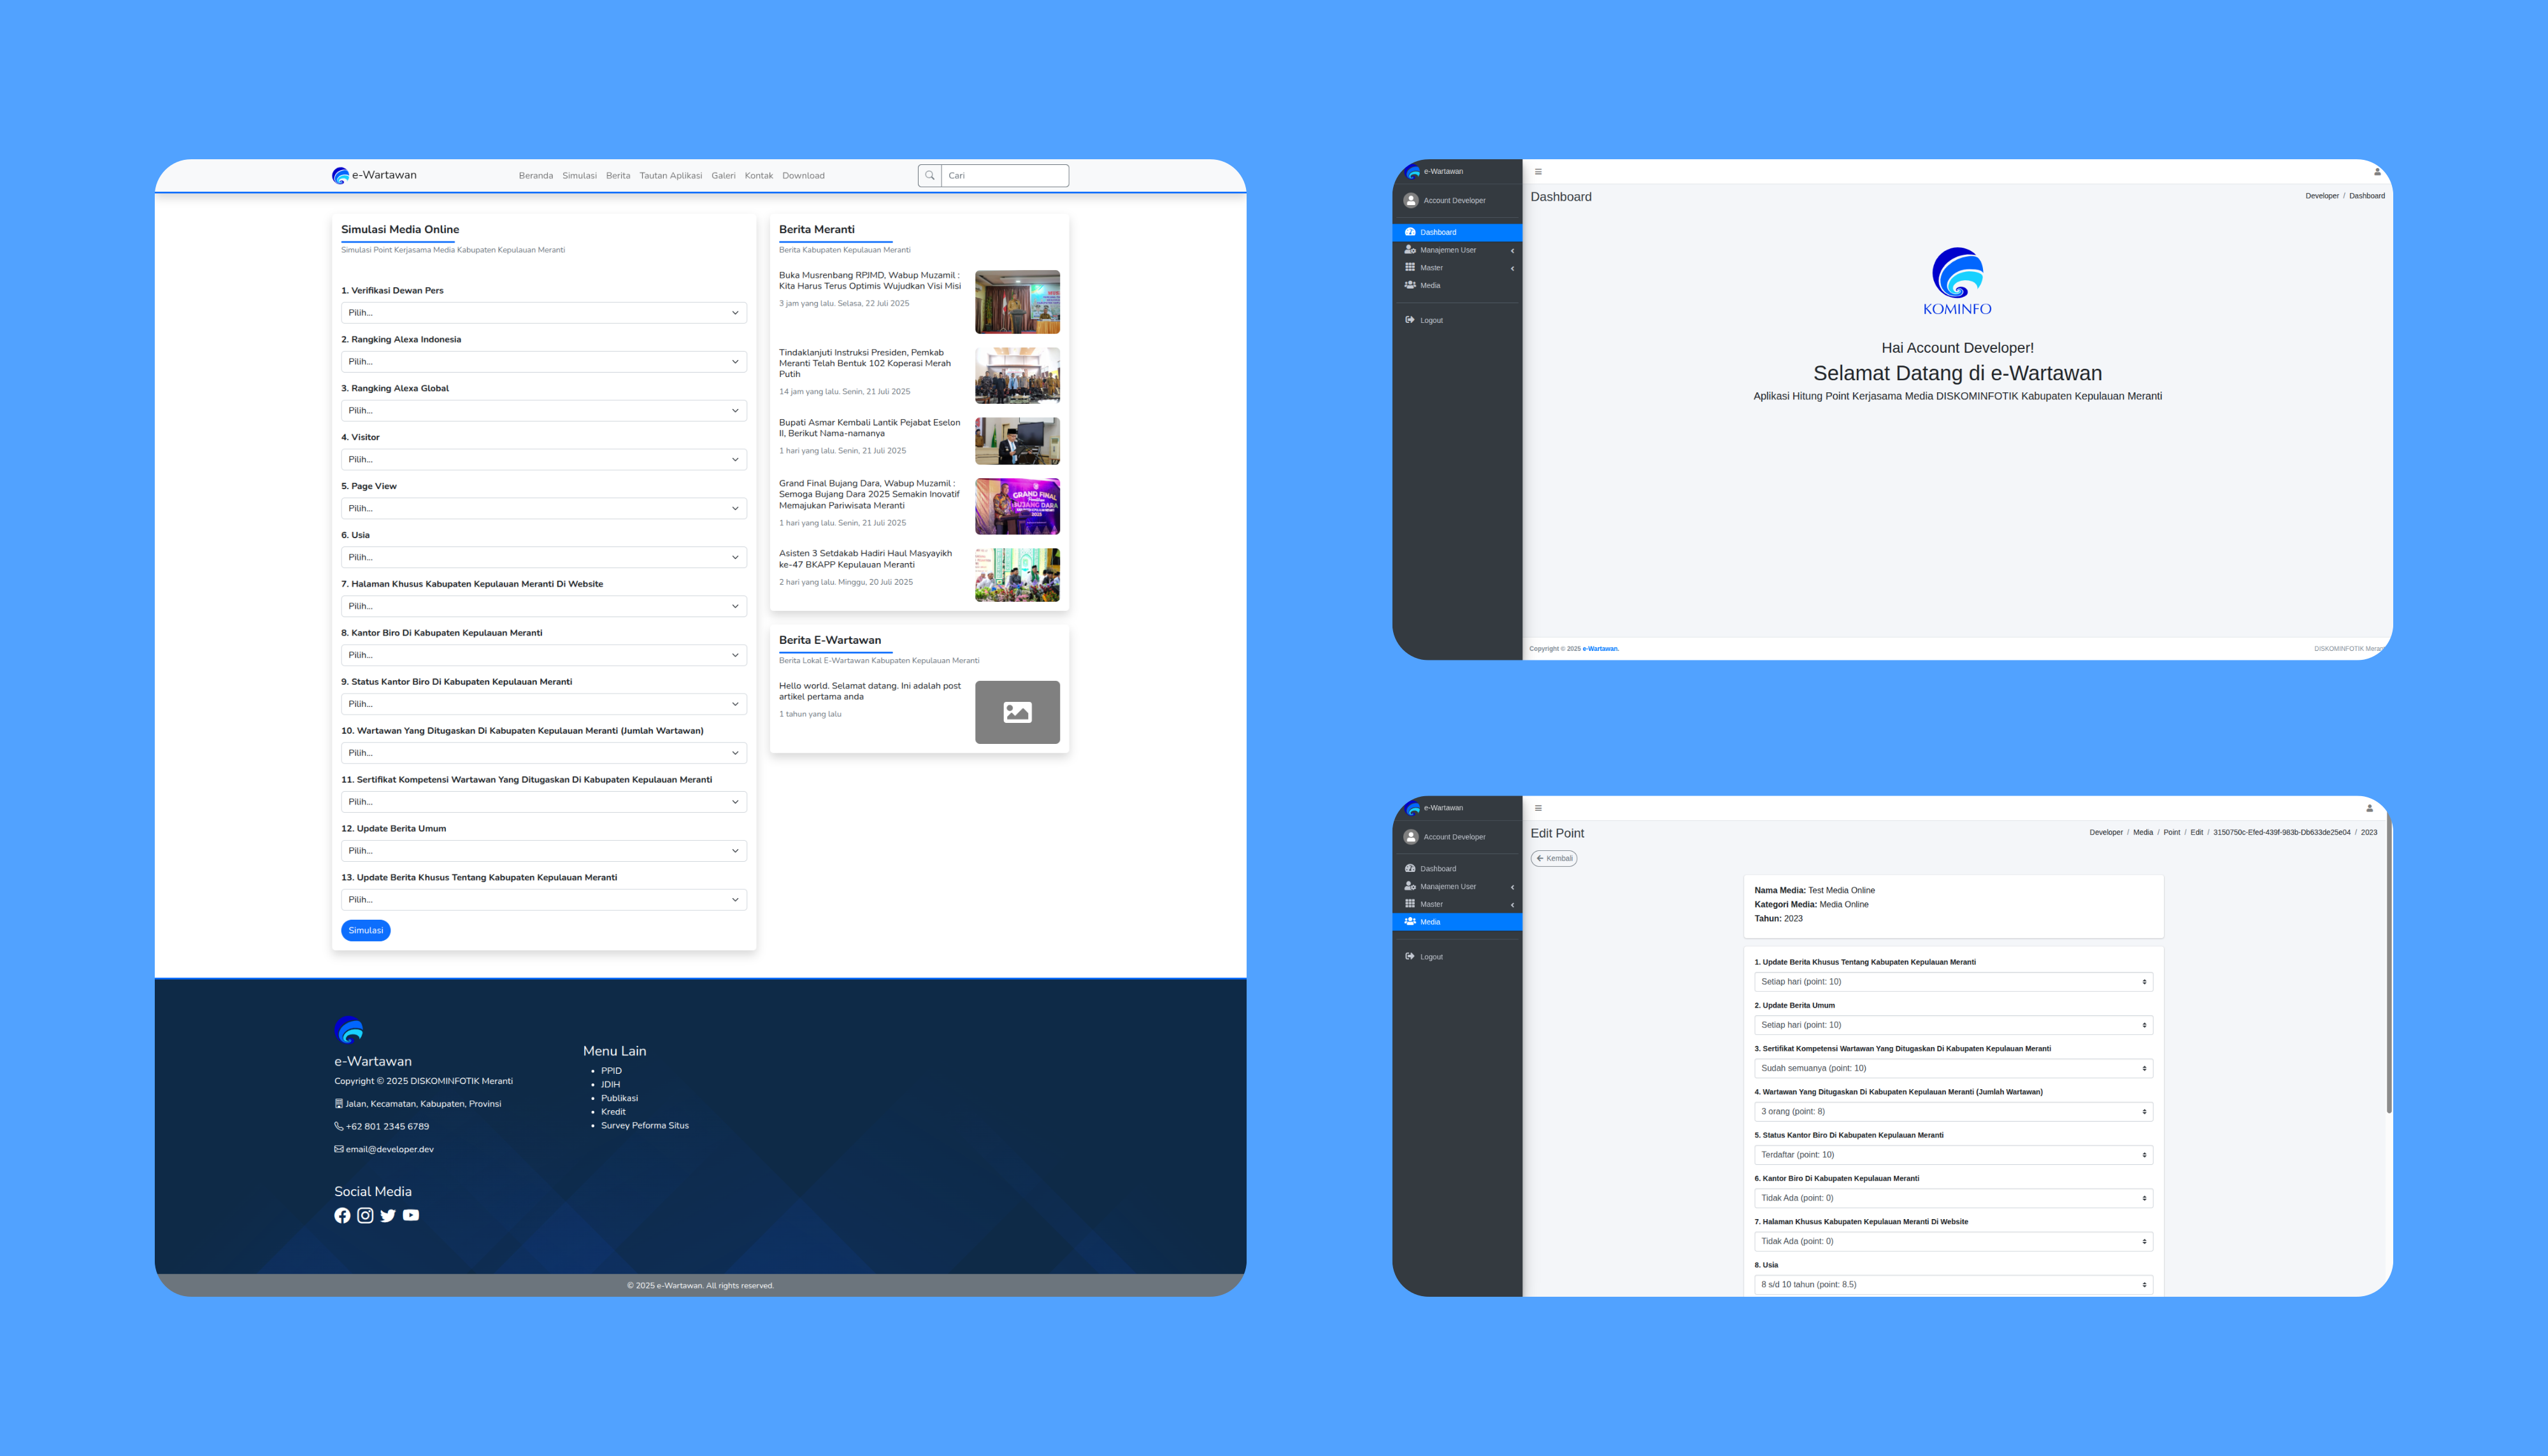 e-Wartawan
Beranda Simulasi Berita Tautan Aplikasi Galeri Kontak Download
Cari
Simulasi Media Online
Simulasi Point Kerjasama Media Kabupaten Kepulauan Meranti
1. Verifikasi Dewan Pers
Pilih...
2. Rangking Alexa Indonesia
Pilih...
3. Rangking Alexa Global
Pilih...
4. Visitor
Pilih...
5. Page View
Pilih...
6. Usia
Pilih...
7. Halaman Khusus Kabupaten Kepulauan Meranti Di Website
Pilih...
8. Kantor Biro Di Kabupaten Kepulauan Meranti
Pilih...
9. Status Kantor Biro Di Kabupaten Kepulauan Meranti
Pilih...
10. Wartawan Yang Ditugaskan Di Kabupaten Kepulauan Meranti (Jumlah Wartawan)
Pilih...
11. Sertifikat Kompetensi Wartawan Yang Ditugaskan Di Kabupaten Kepulauan Meranti
Pilih...
12. Update Berita Umum
Pilih...
13. Update Berita Khusus Tentang Kabupaten Kepulauan Meranti
Pilih...
Simulasi
Berita Meranti
Berita Kabupaten Kepulauan Meranti
Buka Musrenbang RPJMD, Wabup Muzamil :
Kita Harus Terus Optimis Wujudkan Visi Misi
3 jam yang lalu. Selasa, 22 Juli 2025
Tindaklanjuti Instruksi Presiden, Pemkab
Meranti Telah Bentuk 102 Koperasi Merah
Putih
14 jam yang lalu. Senin, 21 Juli 2025
Bupati Asmar Kembali Lantik Pejabat Eselon
II, Berikut Nama-namanya
1 hari yang lalu. Senin, 21 Juli 2025
Grand Final Bujang Dara, Wabup Muzamil :
Semoga Bujang Dara 2025 Semakin Inovatif
Memajukan Pariwisata Meranti
1 hari yang lalu. Senin, 21 Juli 2025
GRAND FINAL
BUJANG DARA
2025
Asisten 3 Setdakab Hadiri Haul Masyayikh
ke-47 BKAPP Kepulauan Meranti
2 hari yang lalu. Minggu, 20 Juli 2025
Berita E-Wartawan
Berita Lokal E-Wartawan Kabupaten Kepulauan Meranti
Hello world. Selamat datang. Ini adalah post
artikel pertama anda
1 tahun yang lalu
e-Wartawan
Copyright © 2025 DISKOMINFOTIK Meranti
Jalan, Kecamatan, Kabupaten, Provinsi
+62 801 2345 6789
email@developer.dev
Social Media
Menu Lain
• PPID
• JDIH
• Publikasi
• Kredit
• Survey Peforma Situs
© 2025 e-Wartawan. All rights reserved.
e-Wartawan
Account Developer
Dashboard
Manajemen User
Master
Media
Logout
Dashboard
Developer / Dashboard
KOMINFO
Hai Account Developer!
Selamat Datang di e-Wartawan
Aplikasi Hitung Point Kerjasama Media DISKOMINFOTIK Kabupaten Kepulauan Meranti
Copyright © 2025 e-Wartawan.
DISKOMINFOTIK
e-Wartawan
Account Developer
Dashboard
Manajemen User
Master
Media
Logout
Edit Point
Developer / Media / Point / Edit / 3150750c-Efed-439f-983b-Db633de25e04 / 2023
Kembali
Nama Media: Test Media Online
Kategori Media: Media Online
Tahun: 2023
1. Update Berita Khusus Tentang Kabupaten Kepulauan Meranti
Setiap hari (point: 10)
2. Update Berita Umum
Setiap hari (point: 10)
3. Sertifikat Kompetensi Wartawan Yang Ditugaskan Di Kabupaten Kepulauan Meranti
Sudah semuanya (point: 10)
4. Wartawan Yang Ditugaskan Di Kabupaten Kepulauan Meranti (Jumlah Wartawan)
3 orang (point: 8)
5. Status Kantor Biro Di Kabupaten Kepulauan Meranti
Terdaftar (point: 10)
6. Kantor Biro Di Kabupaten Kepulauan Meranti
Tidak Ada (point: 0)
7. Halaman Khusus Kabupaten Kepulauan Meranti Di Website
Tidak Ada (point: 0)
8. Usia
8 s/d 10 tahun (point: 8.5)